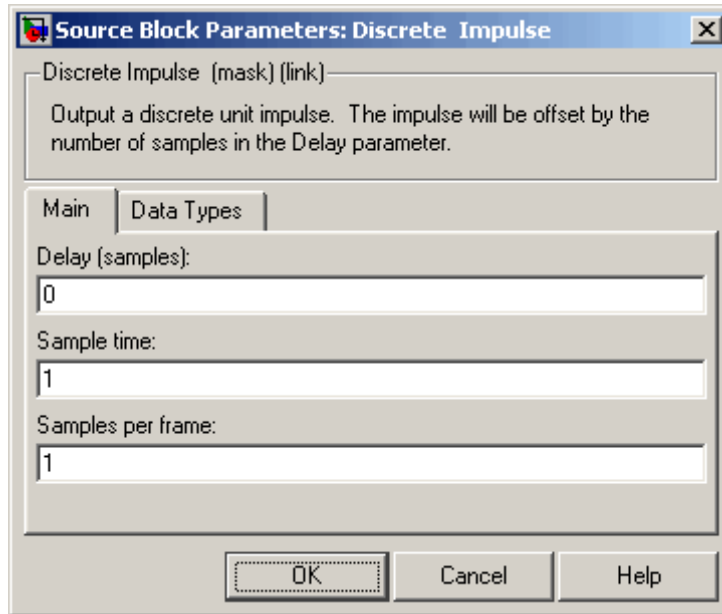 Source Block Parameters: Discrete Impulse
Discrete Impulse (mask) (link)
Output a discrete unit impulse. The impulse will be offset by the
number of samples in the Delay parameter.
Main Data Types
Delay (samples):
0
Sample time:
1
Samples per frame:
1
OK Cancel Help